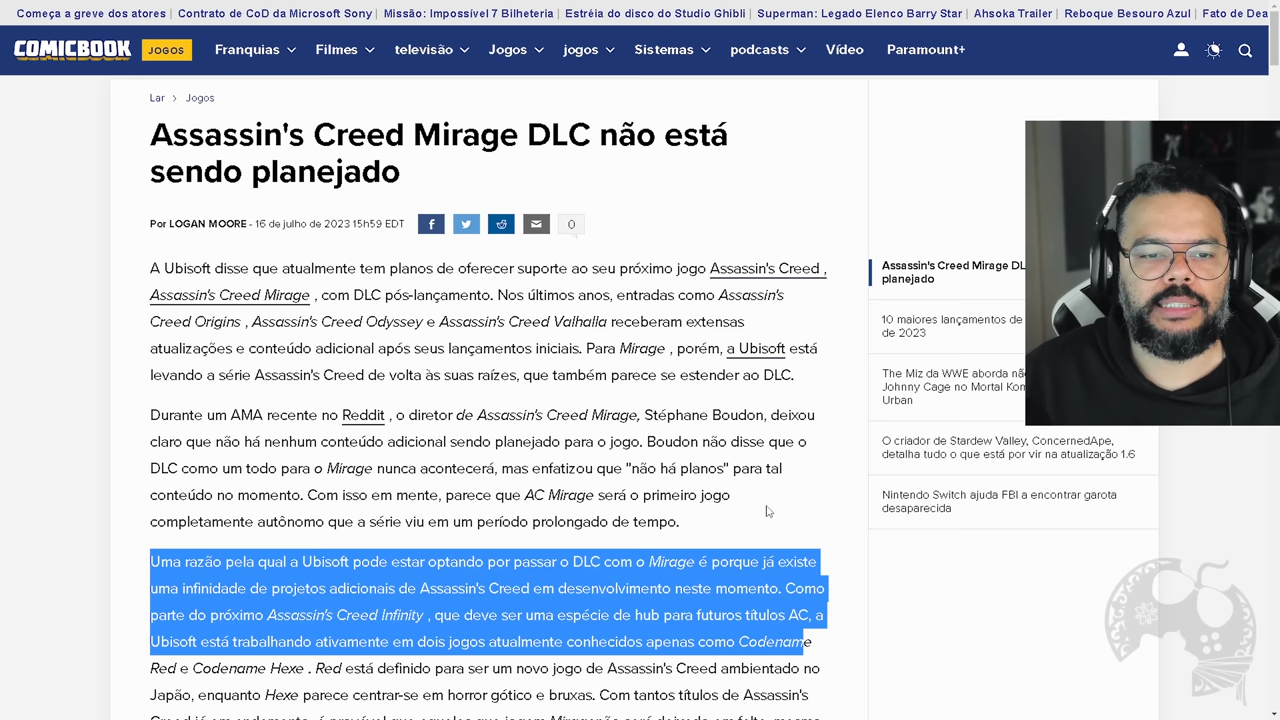 Começa a greve dos atores | Contrato de CoD da Microsoft Sony | Missão: Impossível 7 Bilheteria | Estréia do disco do Studio Ghibli | Superman: Legado Elenco Barry Star | Ahsoka Trailer | Reboque Besouro Azul | Fato de Dea
COMICBOOK JOGOS Franquias Filmes televisão Jogos jogos Sistemas podcasts Vídeo Paramount+
Lar > Jogos
Assassin's Creed Mirage DLC não está
sendo planejado
Por LOGAN MOORE - 16 de julho de 2023 15h59 EDT 0
A Ubisoft disse que atualmente tem planos de oferecer suporte ao seu próximo jogo Assassin's Creed ,
Assassin's Creed Mirage , com DLC pós-lançamento. Nos últimos anos, entradas como Assassin's
Creed Origins , Assassin's Creed Odyssey e Assassin's Creed Valhalla receberam extensas
atualizações e conteúdo adicional após seus lançamentos iniciais. Para Mirage , porém, a Ubisoft está
levando a série Assassin's Creed de volta às suas raízes, que também parece se estender ao DLC.
Durante um AMA recente no Reddit , o diretor de Assassin's Creed Mirage, Stéphane Boudon, deixou
claro que não há nenhum conteúdo adicional sendo planejado para o jogo. Boudon não disse que o
DLC como um todo para o Mirage nunca acontecerá, mas enfatizou que "não há planos" para tal
conteúdo no momento. Com isso em mente, parece que AC Mirage será o primeiro jogo
completamente autônomo que a série viu em um período prolongado de tempo.
Uma razão pela qual a Ubisoft pode estar optando por passar o DLC com o Mirage é porque já existe
uma infinidade de projetos adicionais de Assassin's Creed em desenvolvimento neste momento. Como
parte do próximo Assassin's Creed Infinity , que deve ser uma espécie de hub para futuros títulos AC, a
Ubisoft está trabalhando ativamente em dois jogos atualmente conhecidos apenas como Codename
Red e Codename Hexe . Red está definido para ser um novo jogo de Assassin's Creed ambientado no
Japão, enquanto Hexe parece centrar-se em horror gótico e bruxas. Com tantos títulos de Assassin's
Assassin's Creed Mirage DL
planejado
10 maiores lançamentos de
de 2023
The Miz da WWE aborda nã
Johnny Cage no Mortal Kom
Urban
O criador de Stardew Valley, ConcernedApe,
detalha tudo o que está por vir na atualização 1.6
Nintendo Switch ajuda FBI a encontrar garota
desaparecida